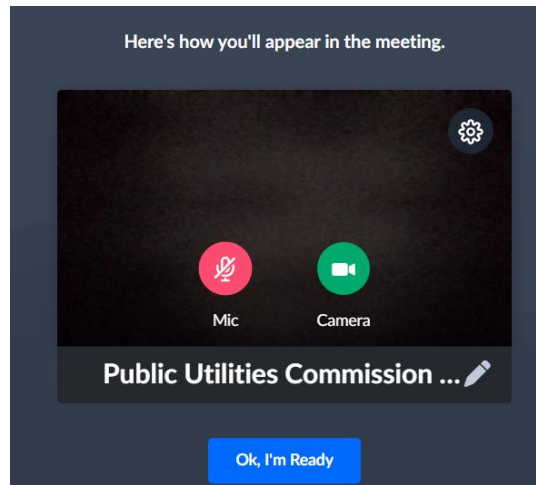 Here's how you'll appear in the meeting.
Mic
Camera
Public Utilities Commission ...
Ok, I'm Ready